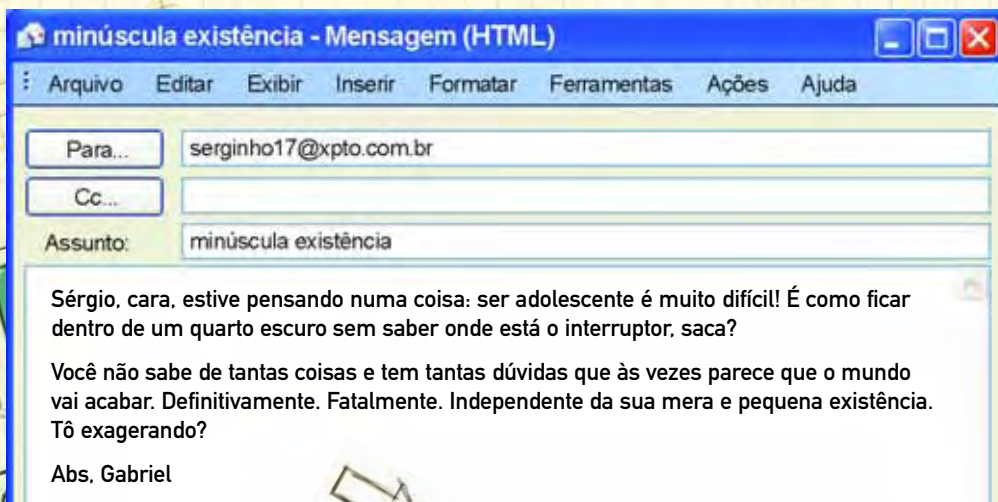 minúscula existência - Mensagem (HTML)
Arquivo Editar Exibir Inserir Formatar Ferramentas Ações Ajuda
Para... serginho17@xpto.com.br
Cc...
Assunto: minúscula existência
Sérgio, cara, estive pensando numa coisa: ser adolescente é muito difícil! É como ficar
dentro de um quarto escuro sem saber onde está o interruptor, saca?
Você não sabe de tantas coisas e tem tantas dúvidas que às vezes parece que o mundo
vai acabar. Definitivamente. Fatalmente. Independente da sua mera e pequena existência.
Tô exagerando?
Abs, Gabriel